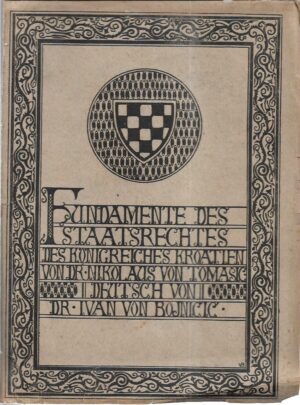 FUNDAMENTE DES
STAATSRECHTES
DES KÖNIGREICHES KROATIEN
VON DR·NIKOLAUS VON TOMAŠIĆ
DEUTSCH VON
DR·IVAN VON BOJNIČIĆ·